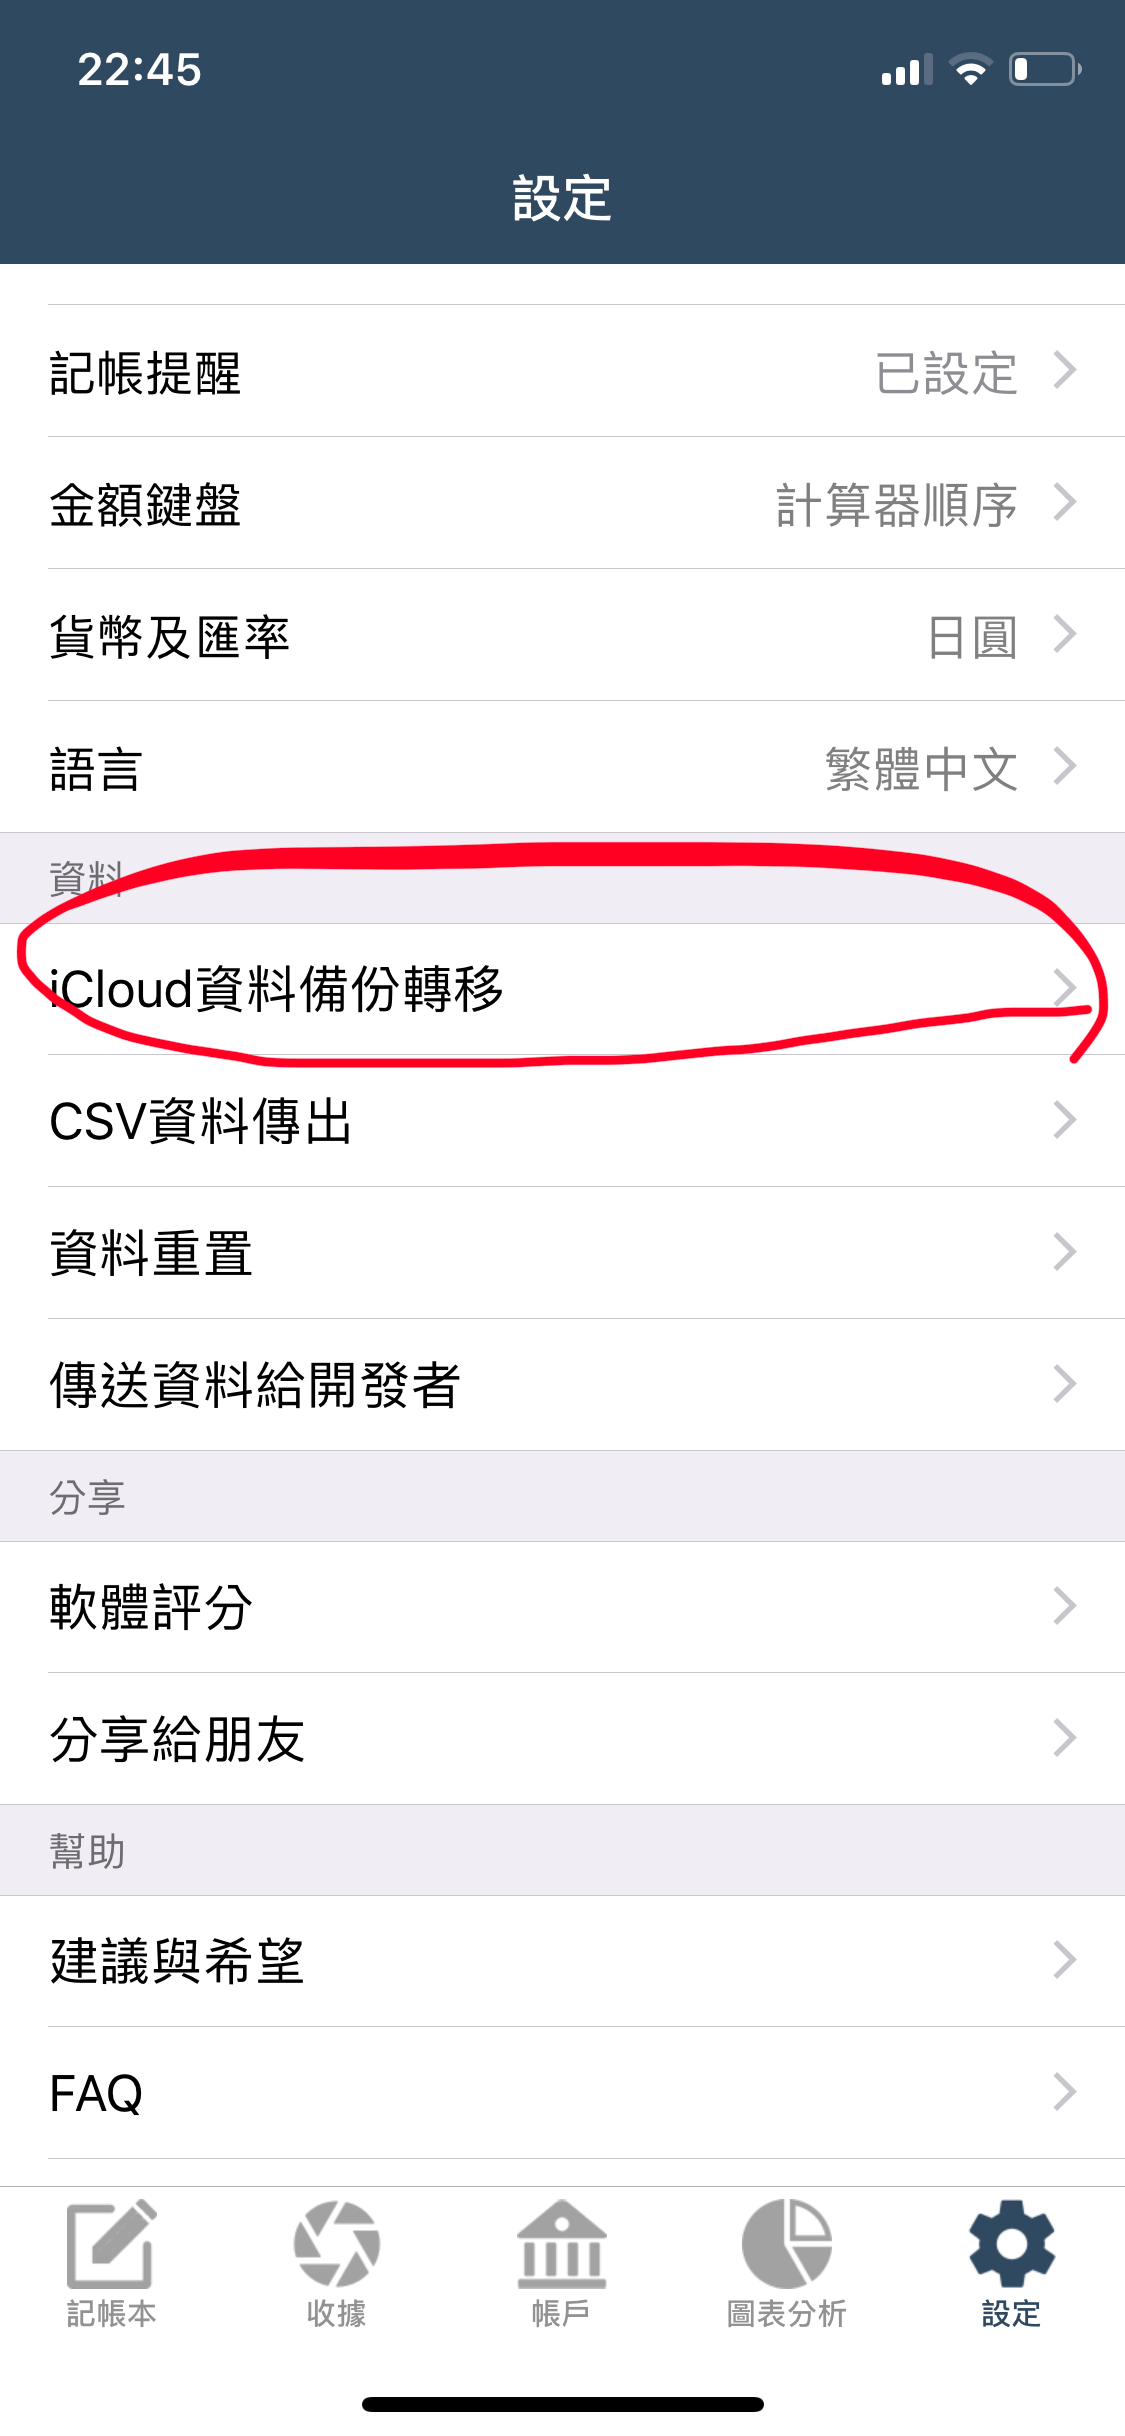 22:45
設定
記帳提醒 已設定
金額鍵盤 計算器順序
貨幣及匯率 日圓
語言 繁體中文
資料
iCloud資料備份轉移
CSV資料傳出
資料重置
傳送資料給開發者
分享
軟體評分
分享給朋友
幫助
建議與希望
FAQ
記帳本 收據 帳戶 圖表分析 設定